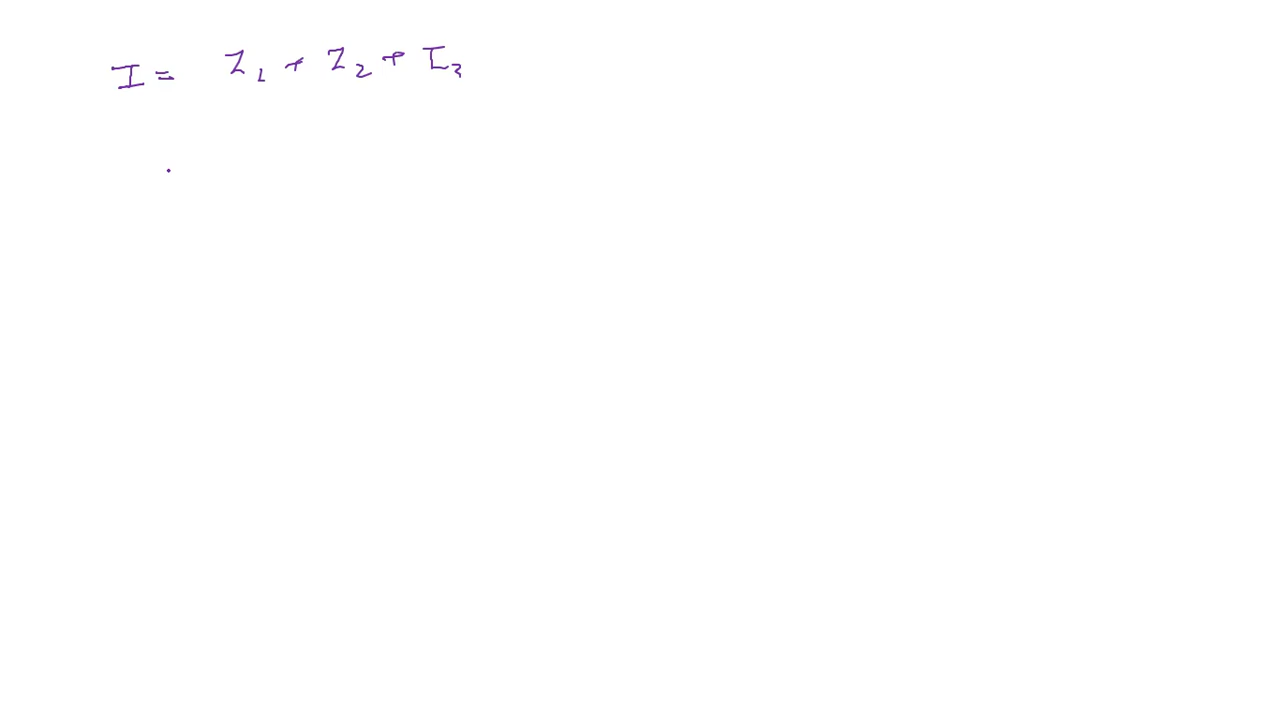 I = I₁ + I₂ + I₃